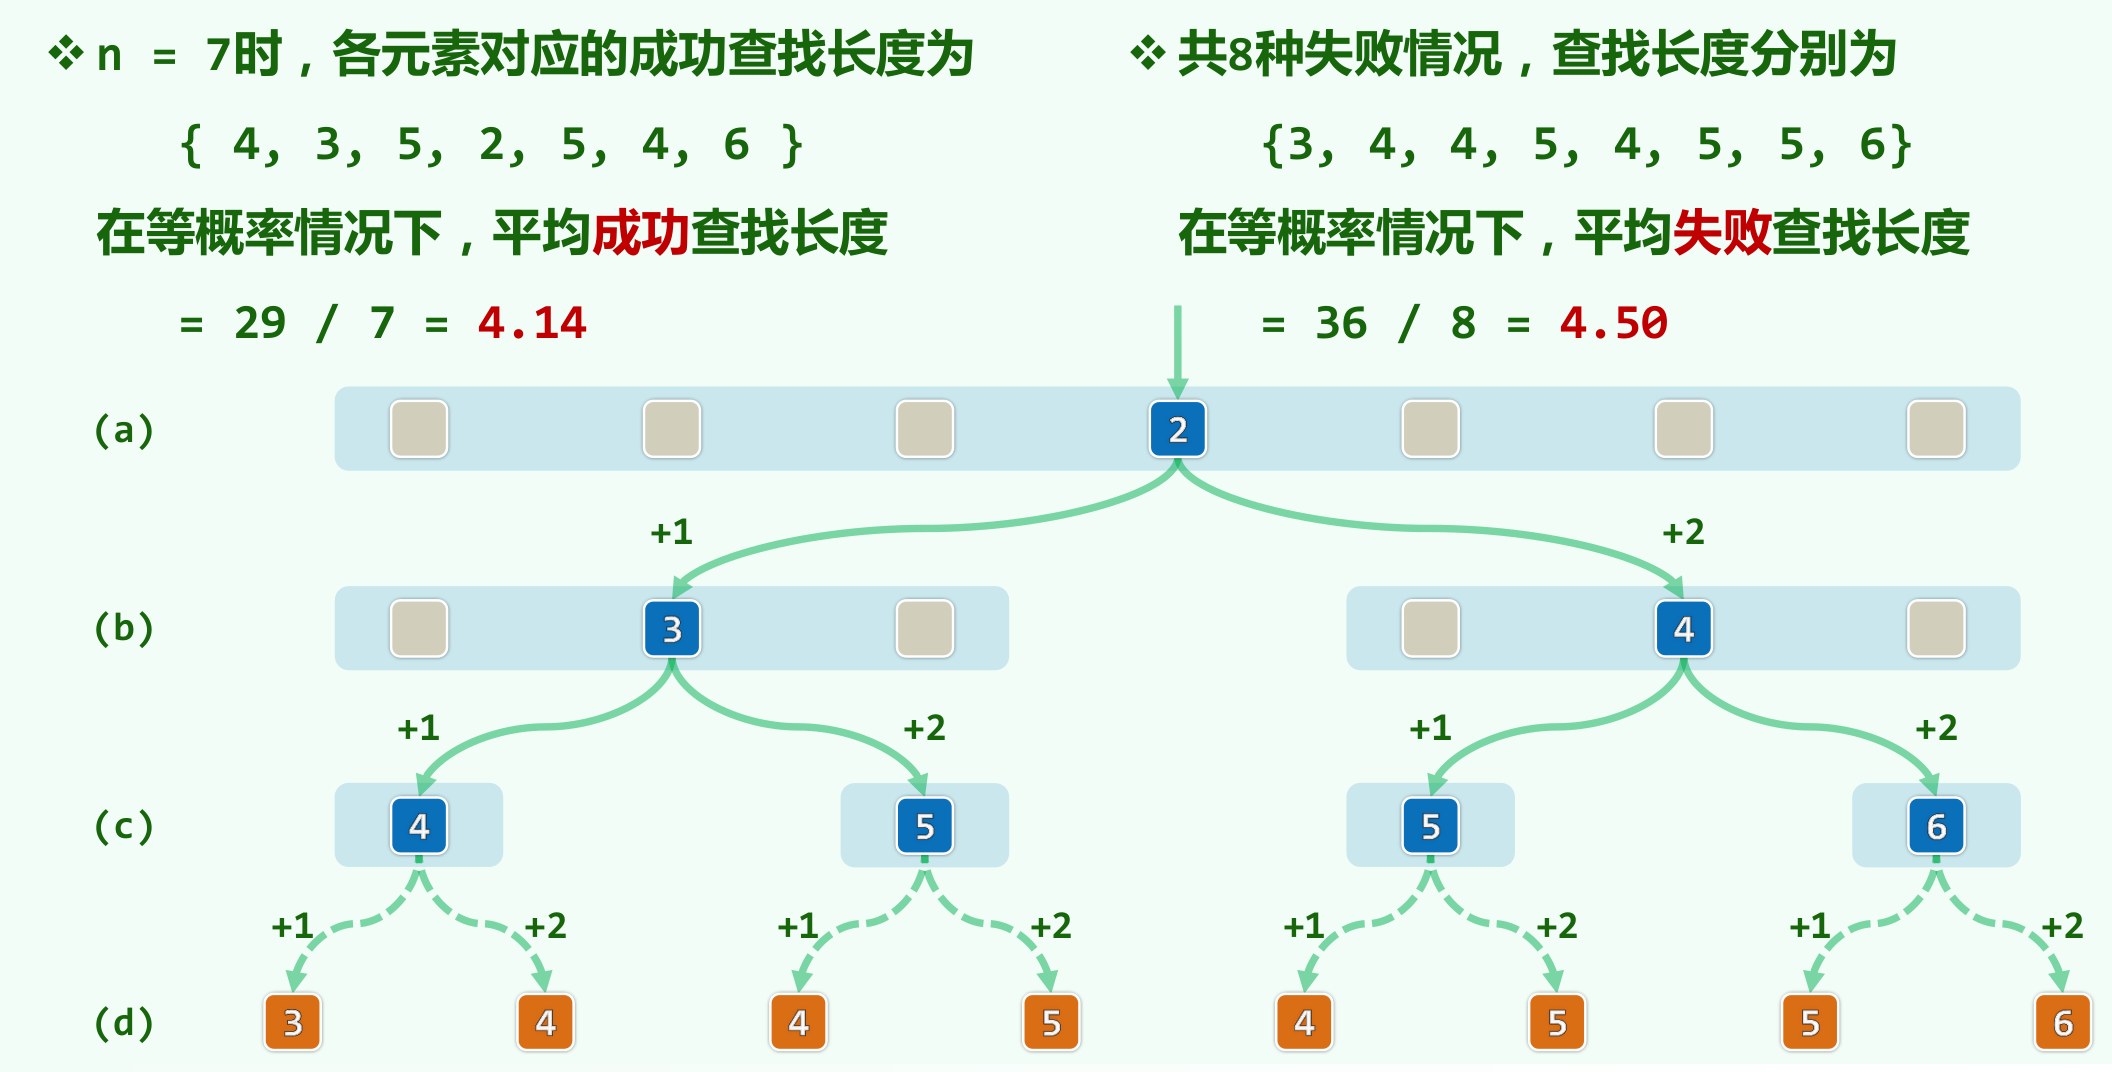 ❖ n = 7时，各元素对应的成功查找长度为
{ 4, 3, 5, 2, 5, 4, 6 }
在等概率情况下，平均成功查找长度
= 29 / 7 = 4.14
❖ 共8种失败情况，查找长度分别为
{3, 4, 4, 5, 4, 5, 5, 6}
在等概率情况下，平均失败查找长度
= 36 / 8 = 4.50
(a) 2
+1 +2
(b) 3 4
+1 +2 +1 +2
(c) 4 5 5 6
+1 +2 +1 +2 +1 +2 +1 +2
(d) 3 4 4 5 4 5 5 6